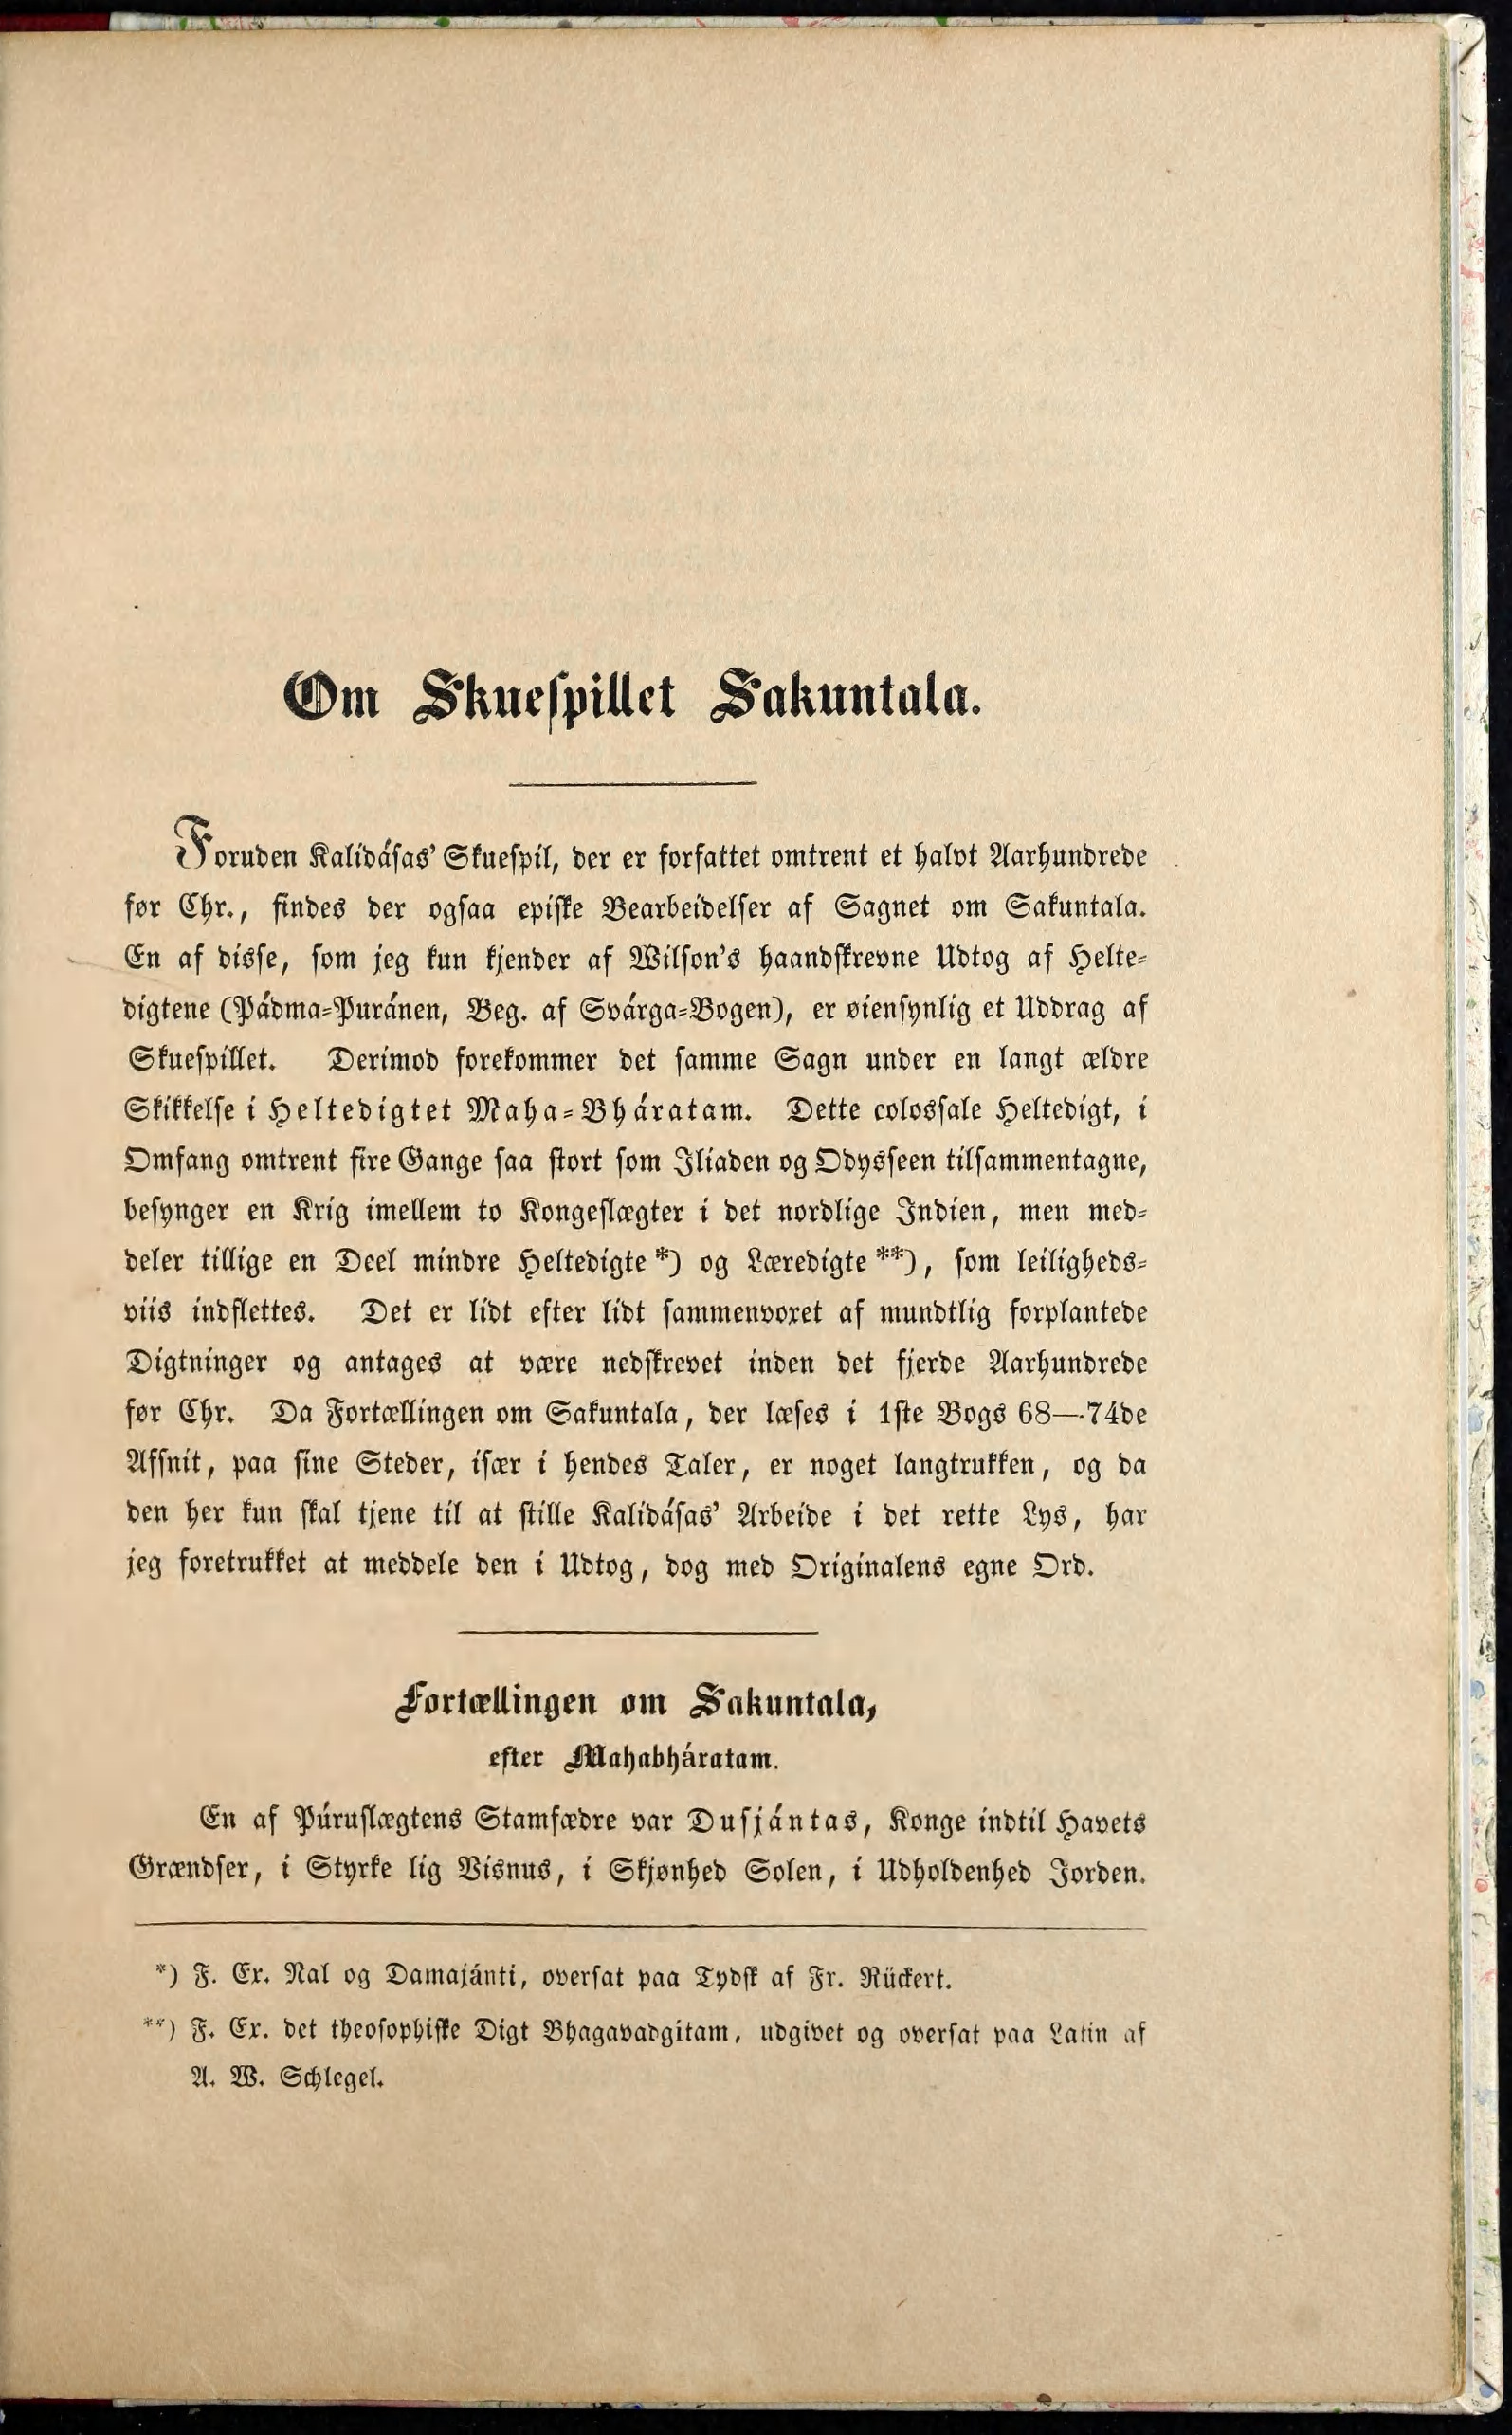 Om Skuespillet Sakuntala.
Foruden Kalidásas' Skuespil, der er forfattet omtrent et halvt Aarhundrede
før Chr., findes der ogsaa episke Bearbeidelser af Sagnet om Sakuntala.
En af disse, som jeg kun kjender af Wilson's haandskrevne Udtog af Helte-
digtene (Pádma-Puránen, Beg. af Svárga-Bogen), er øiensynlig et Uddrag af
Skuespillet. Derimod forekommer det samme Sagn under en langt ældre
Skikkelse i Heltedigtet Maha-Bháratam. Dette colossale Heltedigt, i
Omfang omtrent fire Gange saa stort som Iliaden og Odysseen tilsammentagne,
besynger en Krig imellem to Kongeslægter i det nordlige Indien, men med-
deler tillige en Deel mindre Heltedigte *) og Læredigte **), som leiligheds-
viis indflettes. Det er lidt efter lidt sammenvoxet af mundtlig forplantede
Digtninger og antages at være nedskrevet inden det fjerde Aarhundrede
før Chr. Da Fortællingen om Sakuntala, der læses i 1ste Bogs 68—74de
Afsnit, paa sine Steder, især i hendes Taler, er noget langtrukken, og da
den her kun skal tjene til at stille Kalidásas' Arbeide i det rette Lys, har
jeg foretrukket at meddele den i Udtog, dog med Originalens egne Ord.
Fortællingen om Sakuntala,
efter Mahabháratam.
En af Púruslægtens Stamfædre var Dusjántas, Konge indtil Havets
Grændser, i Styrke lig Visnus, i Skjønhed Solen, i Udholdenhed Jorden.
*) F. Ex. Nal og Damajánti, oversat paa Tydsk af Fr. Rückert.
**) F. Ex. det theosophiske Digt Bhagavadgitam, udgivet og oversat paa Latin af
A. W. Schlegel.